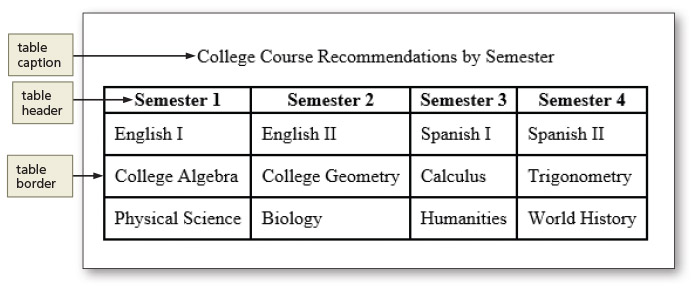 table
caption
College Course Recommendations by Semester
table
header
Semester 1 Semester 2 Semester 3 Semester 4
English I English II Spanish I Spanish II
table
border
College Algebra College Geometry Calculus Trigonometry
Physical Science Biology Humanities World History